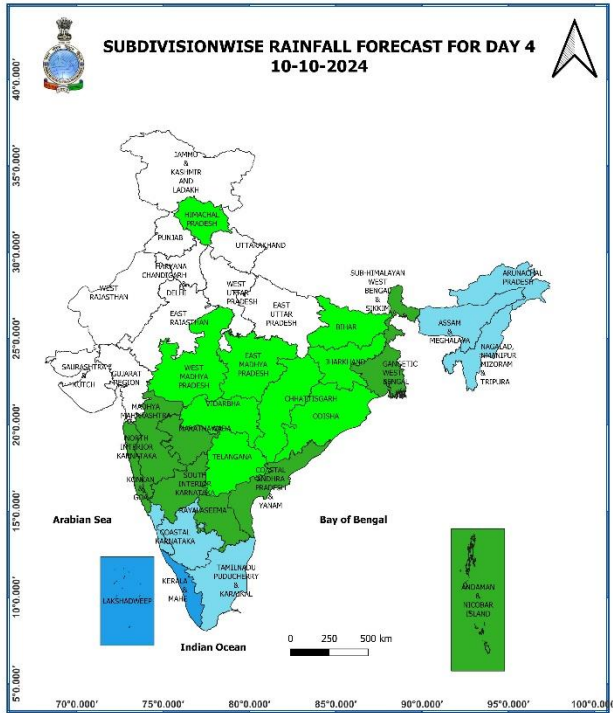 SUBDIVISIONWISE RAINFALL FORECAST FOR DAY 4
10-10-2024
40°0.000'
35°0.000'
30°0.000'
25°0.000'
20°0.000'
15°0.000'
10°0.000'
5°0.000'
JAMMO
&
KASHMIR
AND
LADAKH
HIMACHAL
PRADESH
PUNJAB
UTTARAKHAND
HARYANA
CHANDIGARH
&
DELHI
WEST
RAJASTHAN
WEST
UTTAR
PRADESH
EAST
UTTAR
PRADESH
EAST
RAJASTHAN
SUB-HIMALAYAN
WEST
BENGAL
&
SIKKIM
ARUNACHAL
PRADESH
ASSAM
&
MEGHALAYA
NAGALAD,
MANIPUR
MIZORAM
&
TRIPURA
BIHAR
JHARKHAND
GANGETIC
WEST
BENGAL
SAURASHTRA
&
KUTCH
GUJARAT
REGION
WEST
MADHYA
PRADESH
EAST
MADHYA
PRADESH
VIDARBHA
CHHATTISGARH
ODISHA
MADHYA
MAHARASHTRA
MARATHAWADA
NORTH
INTERIOR
KARNATAKA
TELANGANA
KONKAN
&
GOA
SOUTH
INTERIOR
KARNATAKA
COASTAL
ANDHRA
PRADESH
&
YANAM
RAYALASEEMA
COASTAL
KARNATAKA
TAMILNADU
PUDUCHERRY
&
KARAIKAL
KERALA
&
MAHE
LAKSHADWEEP
ANDAMAN
&
NICOBAR
ISLAND
Arabian Sea
Bay of Bengal
Indian Ocean
0 250 500 km
70°0.000' 75°0.000' 80°0.000' 85°0.000' 90°0.000' 95°0.000' 100°0.000'